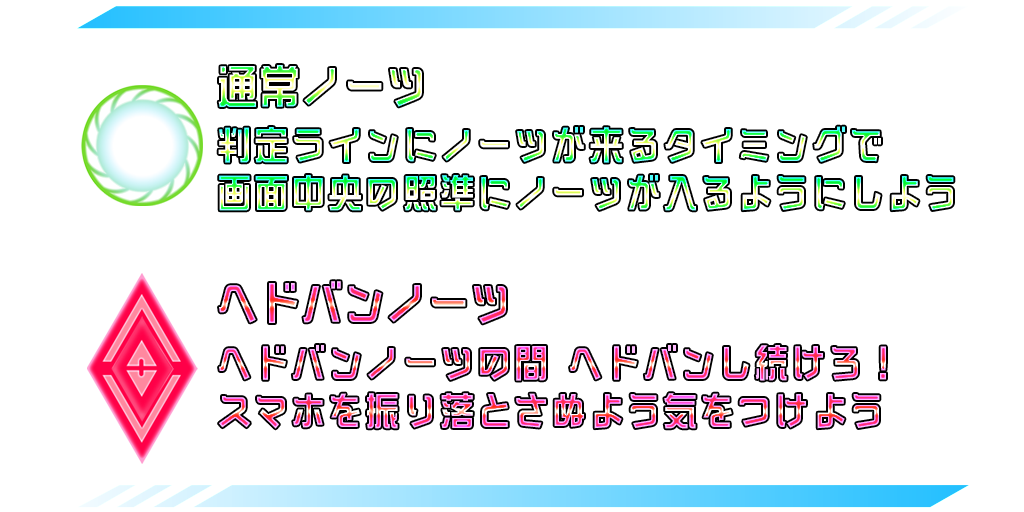 通常ノーツ
判定ラインにノーツが来るタイミングで
画面中央の照準にノーツが入るようにしよう
ヘドバンノーツ
ヘドバンノーツの間 ヘドバンし続けろ！
スマホを振り落とさぬよう気をつけよう